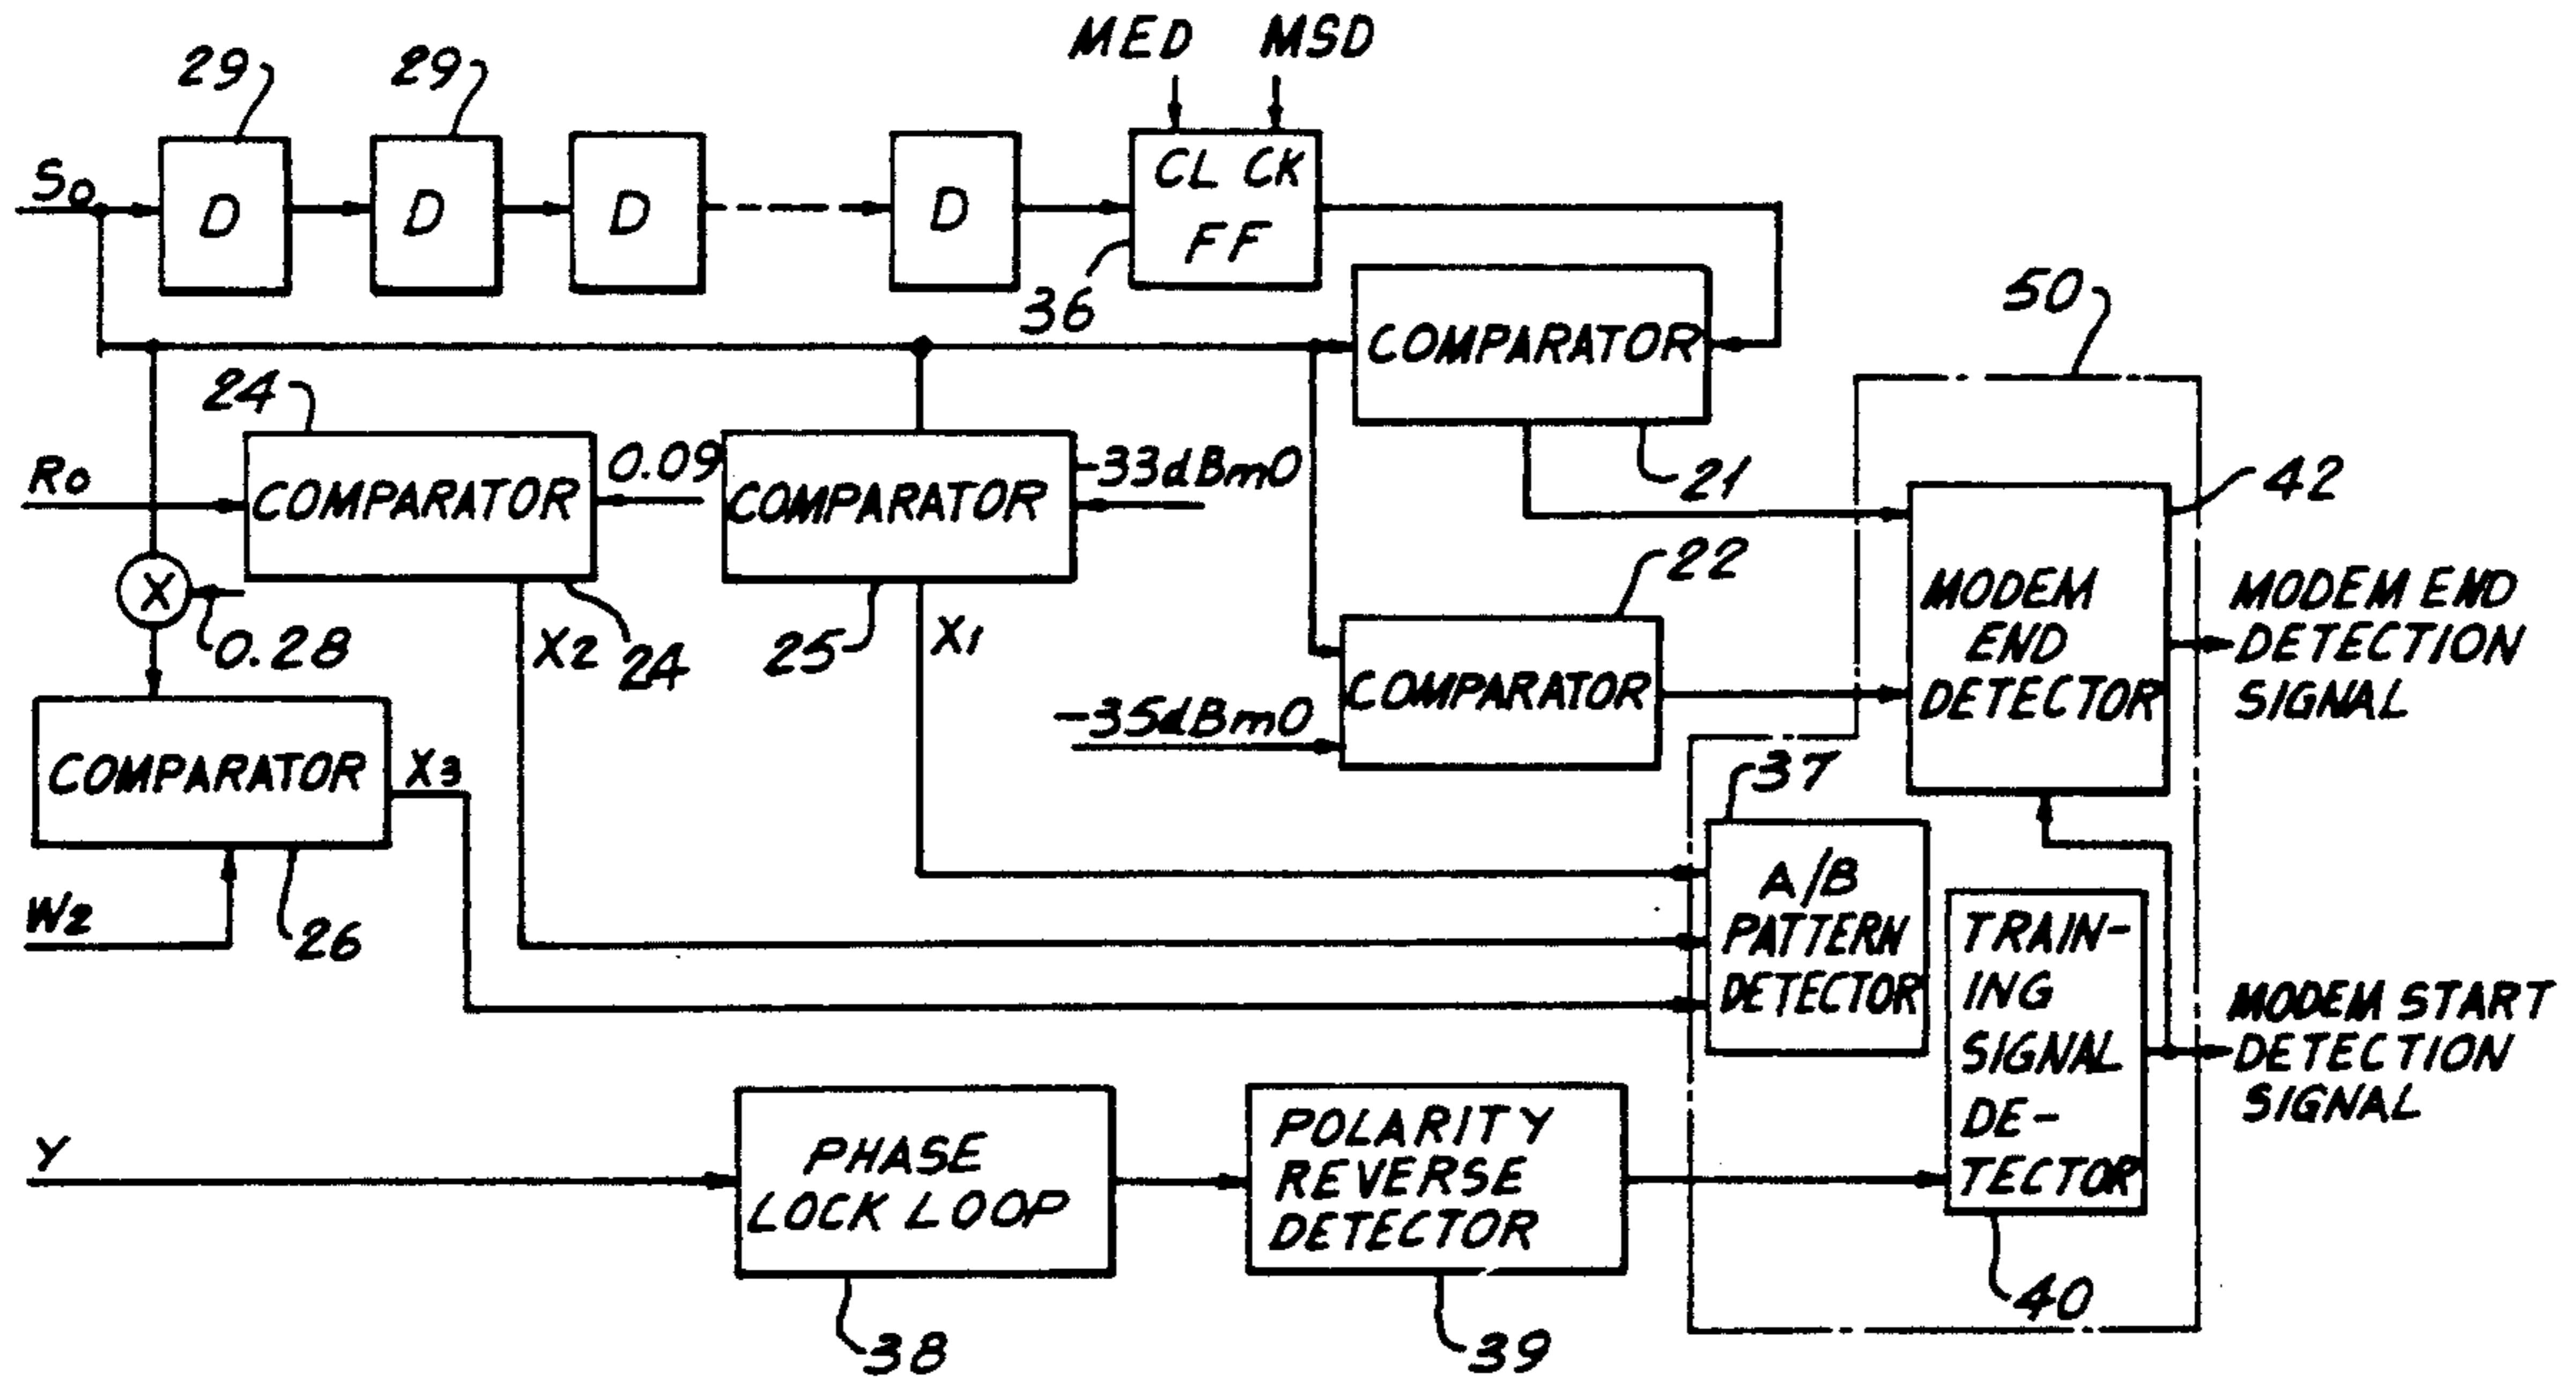 MED MSD
29 29
S0 D D D D CL CK
FF
36
50
COMPARATOR
24
21
R0 COMPARATOR 0.09 COMPARATOR -33dBm0
42
22
X
0.28
X2 24
25 X1
MODEM
END
DETECTOR
MODEM END
DETECTION
SIGNAL
COMPARATOR
-35dBm0
COMPARATOR X3
37
W2
26
A/B
PATTERN
DETECTOR
TRAIN-
ING
SIGNAL
DE-
TECTOR
MODEM START
DETECTION
SIGNAL
Y
PHASE
LOCK LOOP
POLARITY
REVERSE
DETECTOR
40
38
39